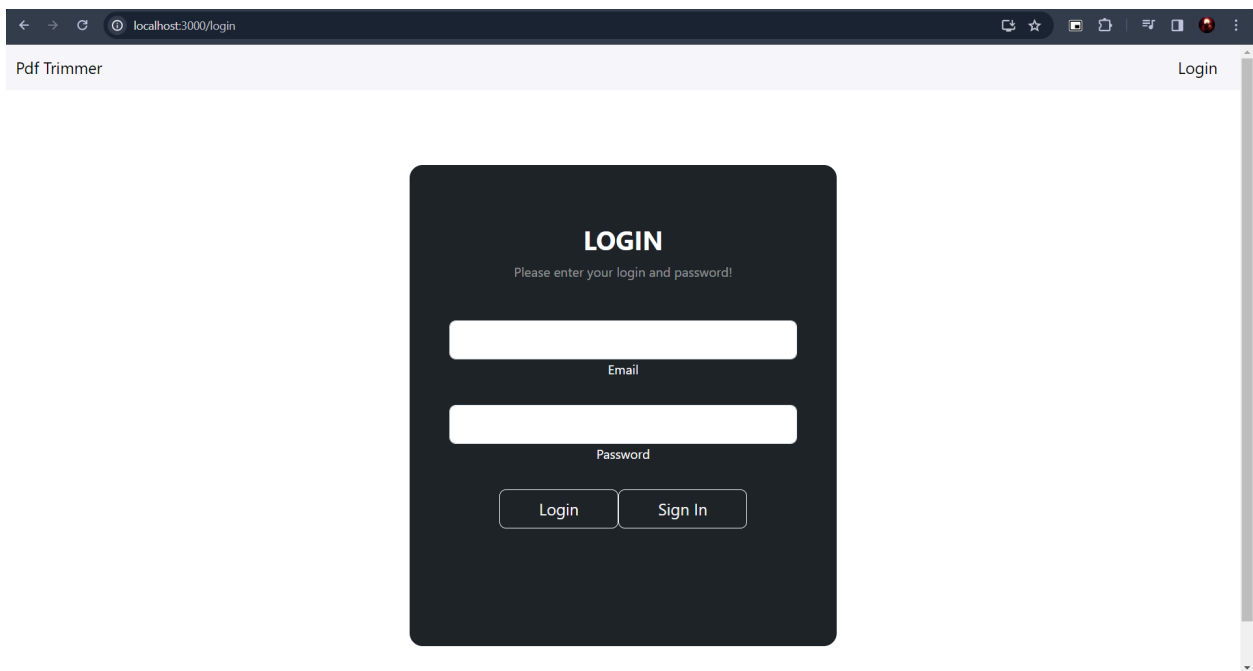 localhost:3000/login
Pdf Trimmer Login
LOGIN
Please enter your login and password!
Email
Password
Login Sign In